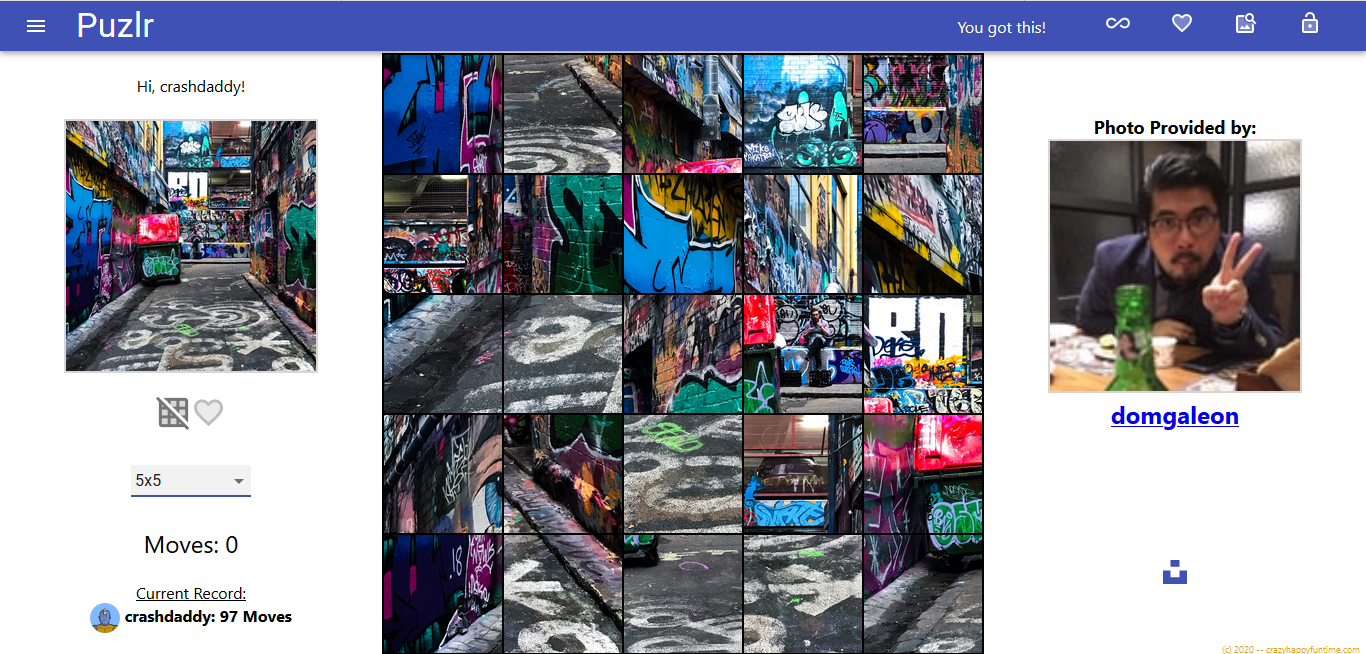 Puzlr
You got this!
Hi, crashdaddy!
Photo Provided by:
domgaleon
5x5
Moves: 0
Current Record:
crashdaddy: 97 Moves
(c) 2020 -- crazyhappyfuntime.com